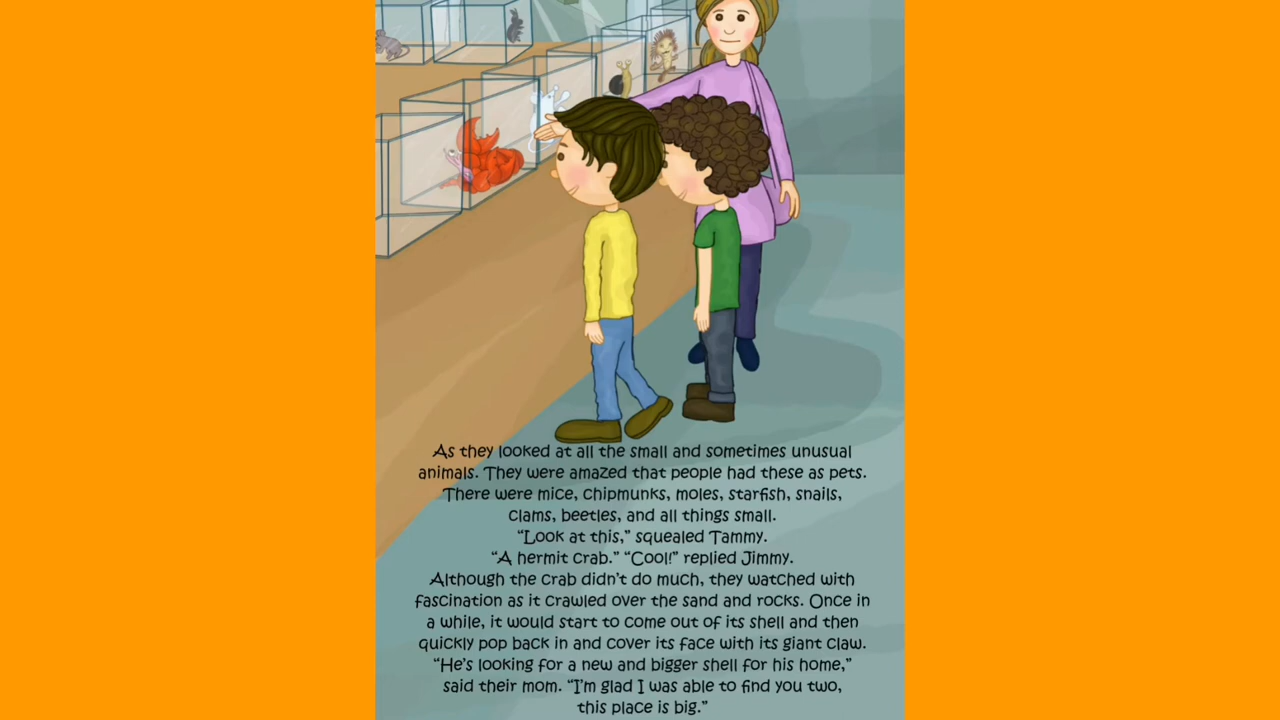 As they looked at all the small and sometimes unusual
animals. They were amazed that people had these as pets.
There were mice, chipmunks, moles, starfish, snails,
clams, beetles, and all things small.
“Look at this,” squealed Tammy.
“A hermit crab.” “Cool!” replied Jimmy.
Although the crab didn’t do much, they watched with
fascination as it crawled over the sand and rocks. Once in
a while, it would start to come out of its shell and then
quickly pop back in and cover its face with its giant claw.
“He’s looking for a new and bigger shell for his home,”
said their mom. “I’m glad I was able to find you two,
this place is big.”